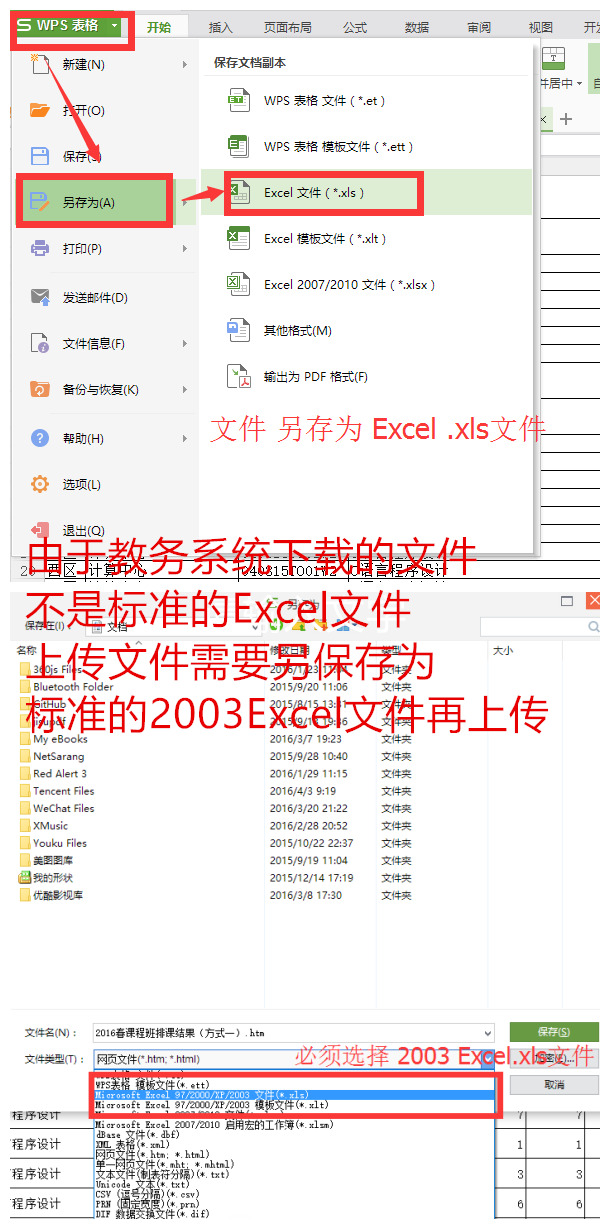 WPS 表格
开始 插入 页面布局 公式 数据 审阅 视图
新建(N)
打开(O)
保存(S)
另存为(A)
打印(P)
发送邮件(D)
文件信息(F)
备份与恢复(K)
帮助(H)
选项(L)
退出(Q)
保存文档副本
WPS 表格 文件 ( *.et )
WPS 表格 模板文件 ( *.ett )
Excel 文件 ( *.xls )
Excel 模板文件 ( *.xlt )
Excel 2007/2010 文件 ( *.xlsx )
其他格式(M)
输出为 PDF 格式(F)
件居中
文件 另存为 Excel .xls文件
由于教务系统下载的文件
不是标准的Excel文件
上传文件需要另保存为
标准的2003Excel文件再上传
保存在(I)
文档
名称 修改日期 类型 大小
360js Files 文件夹
Bluetooth Folder 2015/9/20 11:06 文件夹
GitHub 文件夹
文件夹
My eBooks 2016/3/7 19:23 文件夹
NetSarang 2015/9/28 10:40 文件夹
Red Alert 3 2016/1/29 11:15 文件夹
Tencent Files 2016/4/3 9:19 文件夹
WeChat Files 2016/3/20 21:22 文件夹
XMusic 2016/2/28 20:52 文件夹
Youku Files 2015/10/22 22:37 文件夹
美图图库 2015/9/19 11:04 文件夹
我的形状 2015/12/14 17:19 文件夹
优酷影视库 2016/3/8 17:30 文件夹
文件名(N)： 2016春课程班排课结果（方式一）.htm 保存(S)
文件类型(T)： 网页文件(*.htm; *.html)
必须选择 2003 Excel.xls文件
取消
WPS表格 模板文件(*.ett)
Microsoft Excel 97/2000/XP/2003 文件(*.xls)
Microsoft Excel 97/2000/XP/2003 模板文件(*.xlt)
Microsoft Excel 2007/2010 启用宏的工作簿(*.xlsm)
dBase 文件(*.dbf)
XML 表格(*.xml)
网页文件(*.htm; *.html)
单一网页文件(*.mht; *.mhtml)
文本文件(制表符分隔)(*.txt)
Unicode 文本(*.txt)
CSV (逗号分隔)(*.csv)
PRN (固定宽度)(*.prn)
DIF 数据交换文件(*.dif)
程序设计 7 7
程序设计 1 1
程序设计 3 3
程序设计 6 6